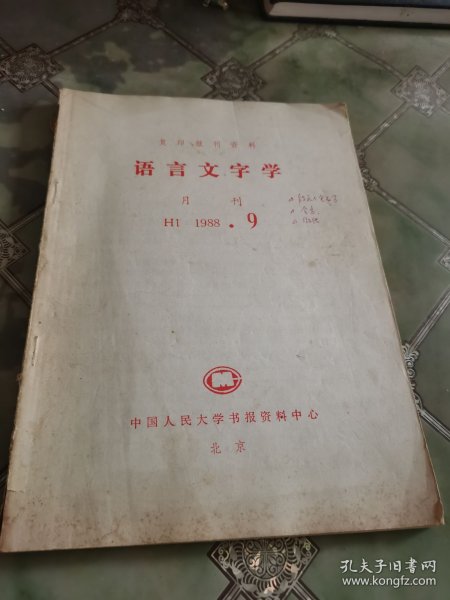 复印报刊资料
语言文字学
月刊
H1 1988.9
中国人民大学书报资料中心
北京
孔夫子旧书网
www.kongfz.com